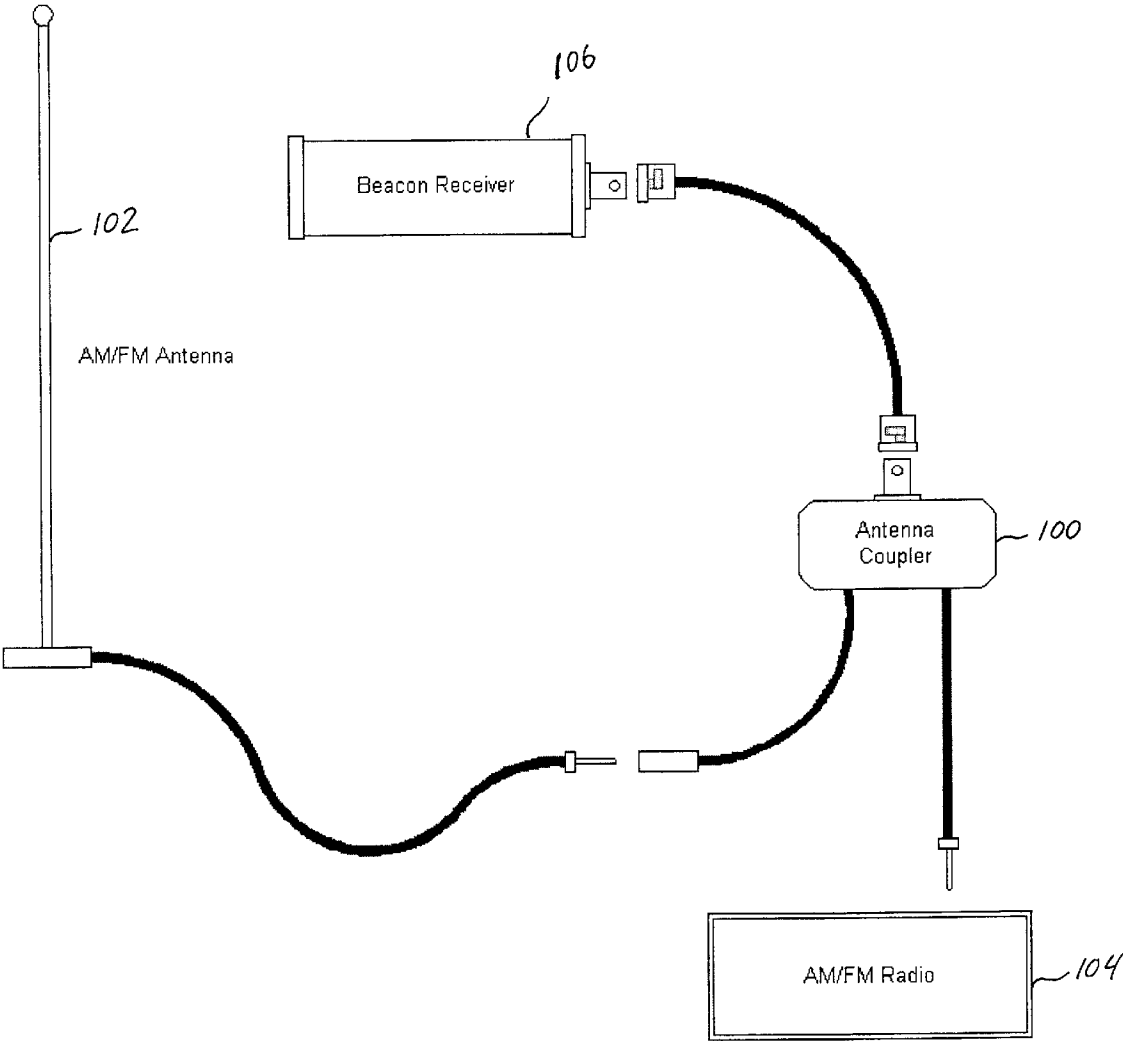 106
Beacon Receiver
102
AM/FM Antenna
Antenna
Coupler
100
AM/FM Radio
104